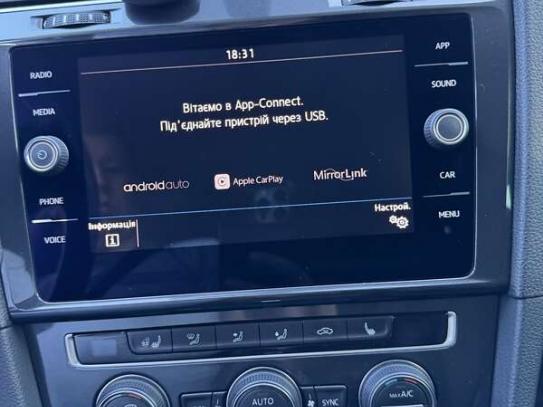 18:31
RADIO
APP
Вітаємо в App-Connect.
Під'єднайте пристрій через USB.
SOUND
MEDIA
androidauto
Apple CarPlay
MirrorLink
CAR
PHONE
Настрой.
MENU
Інформація
VOICE
AUTO
SYNC
MAX A/C